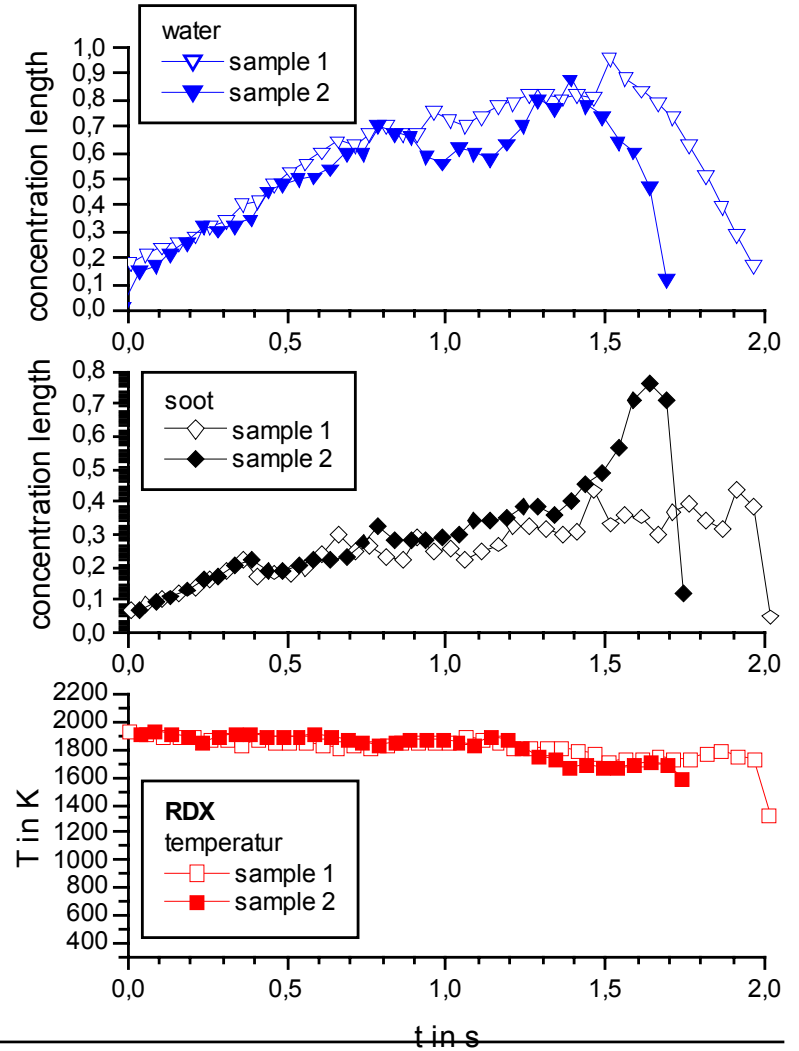 water
sample 1
sample 2
concentration length
1,0
0,9
0,8
0,7
0,6
0,5
0,4
0,3
0,2
0,1
0,0
0,0 0,5 1,0 1,5 2,0
soot
sample 1
sample 2
concentration length
0,8
0,7
0,6
0,5
0,4
0,3
0,2
0,1
0,0
0,0 0,5 1,0 1,5 2,0
2200
2000
1800
1600
1400
1200
1000
800
600
400
T in K
RDX
temperatur
sample 1
sample 2
0,0 0,5 1,0 1,5 2,0
t in s